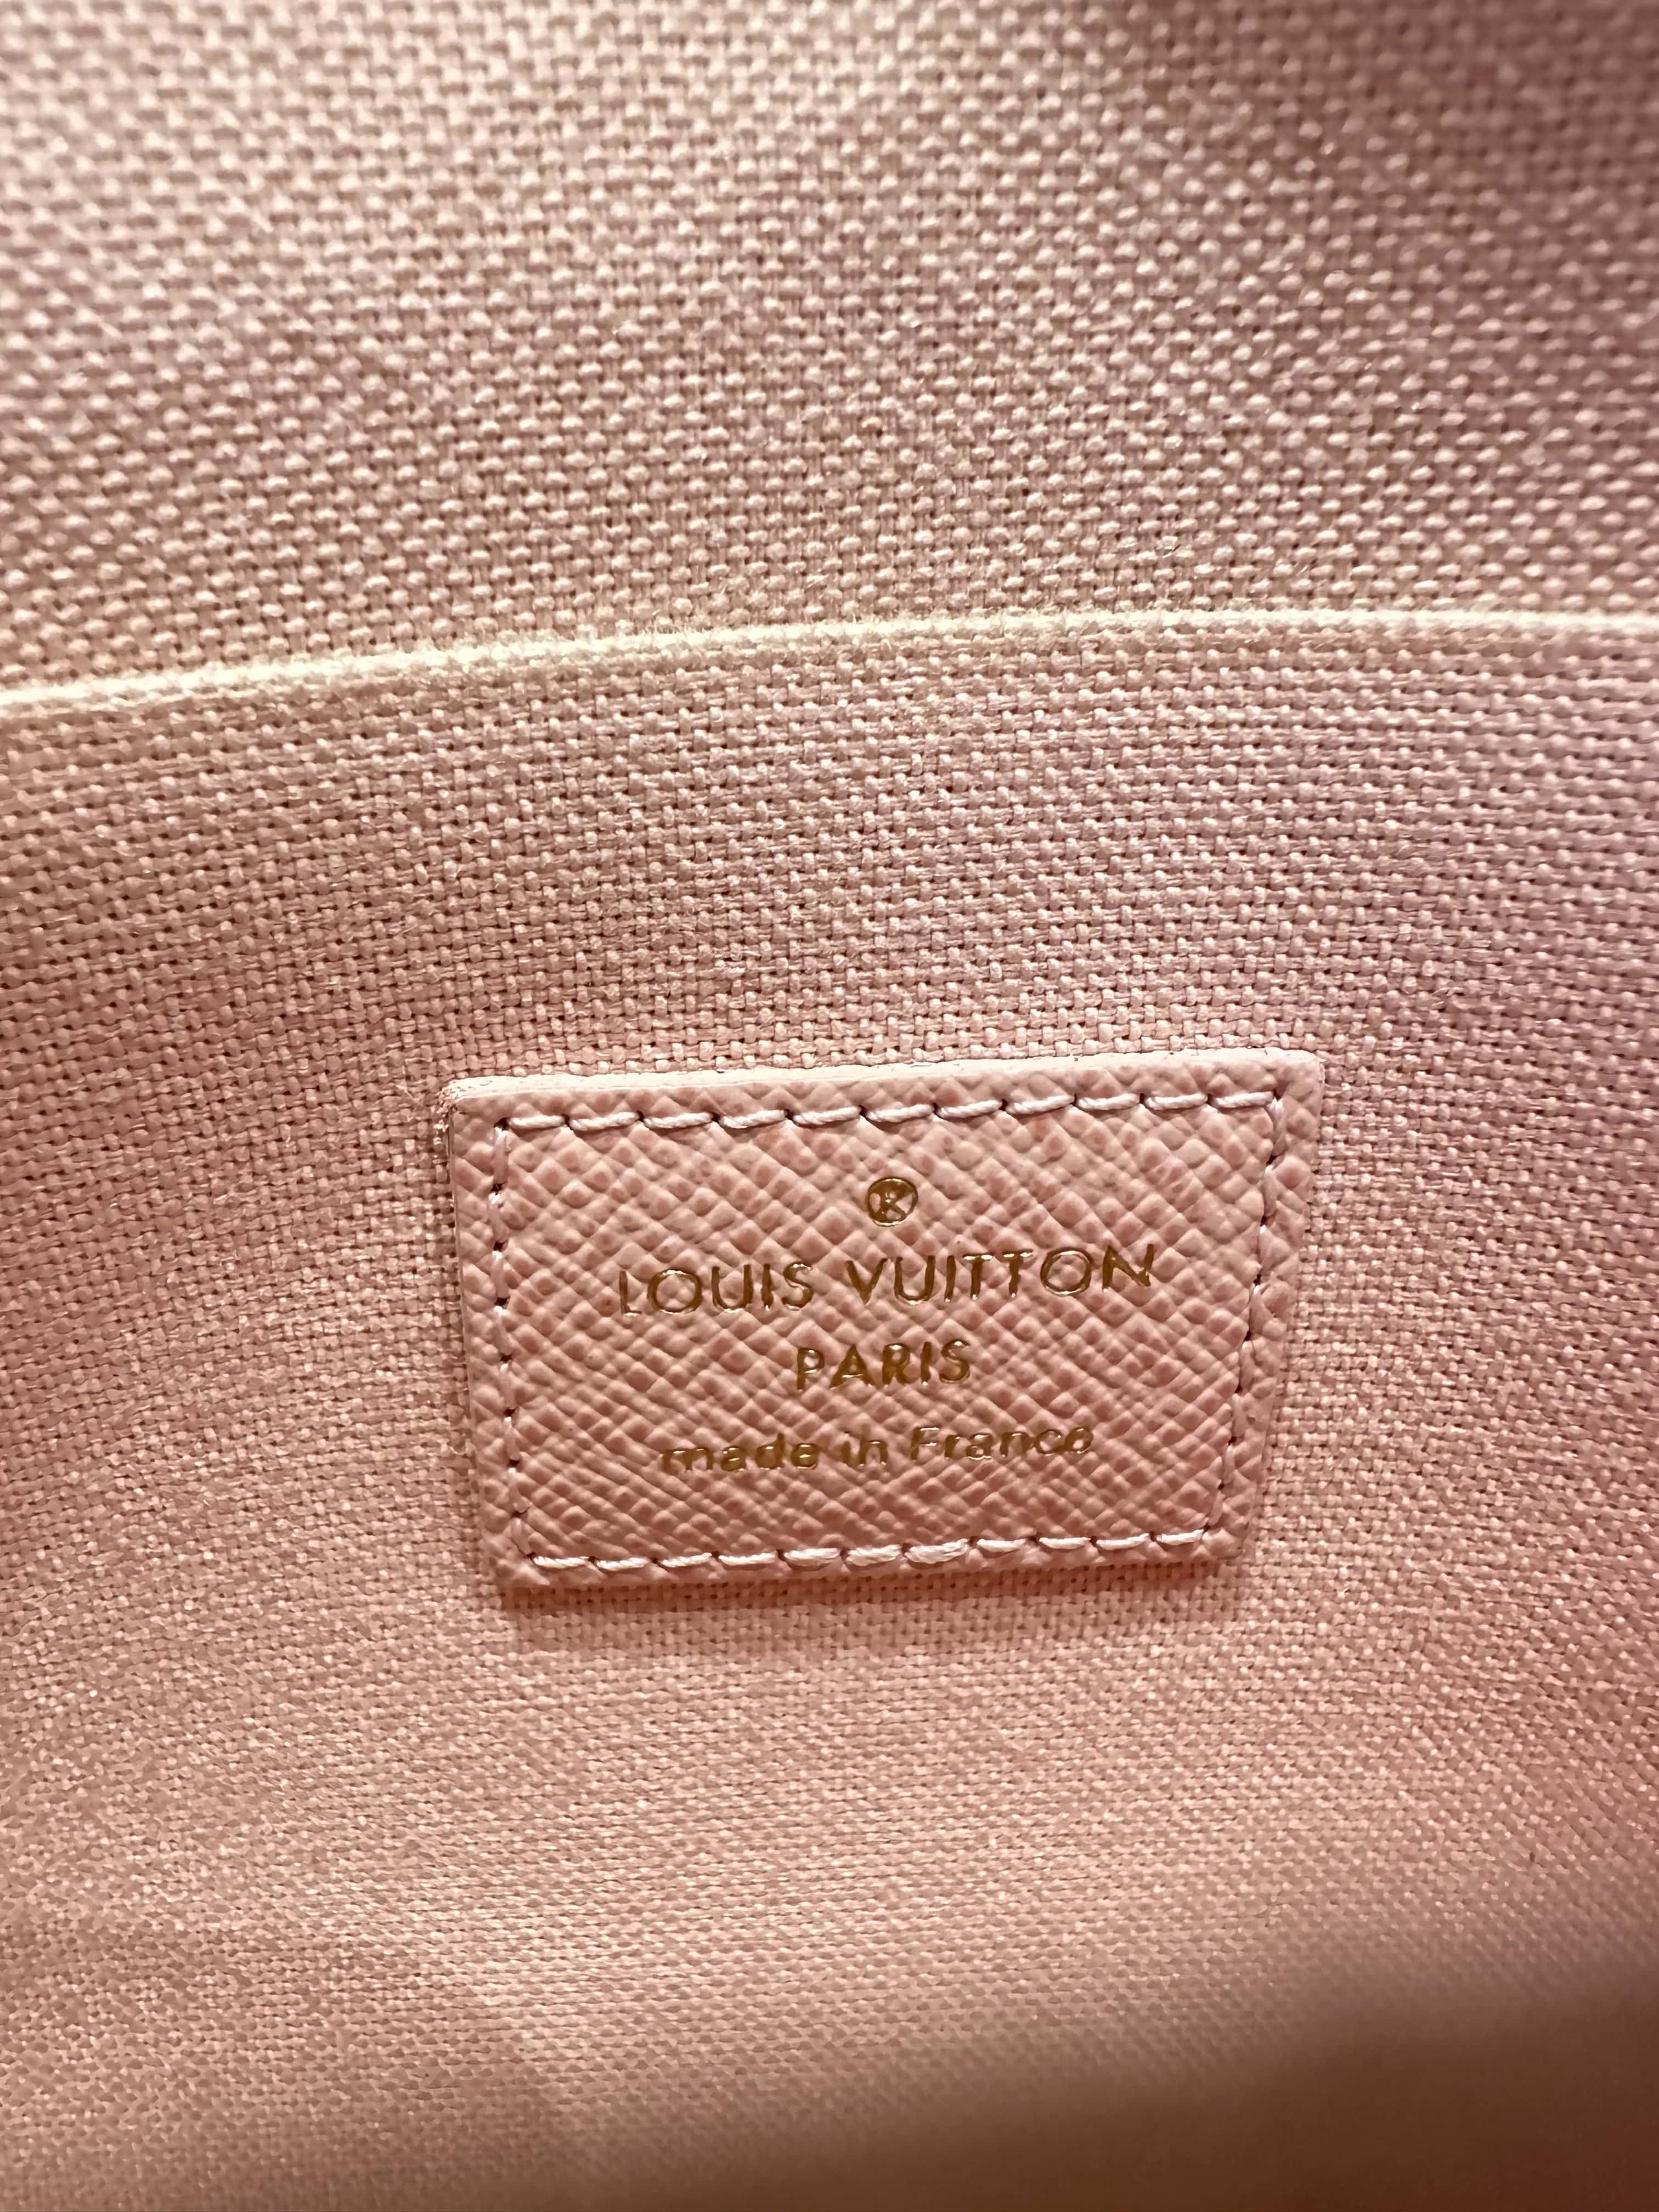 ®
LOUIS VUITTON
PARIS
made in France